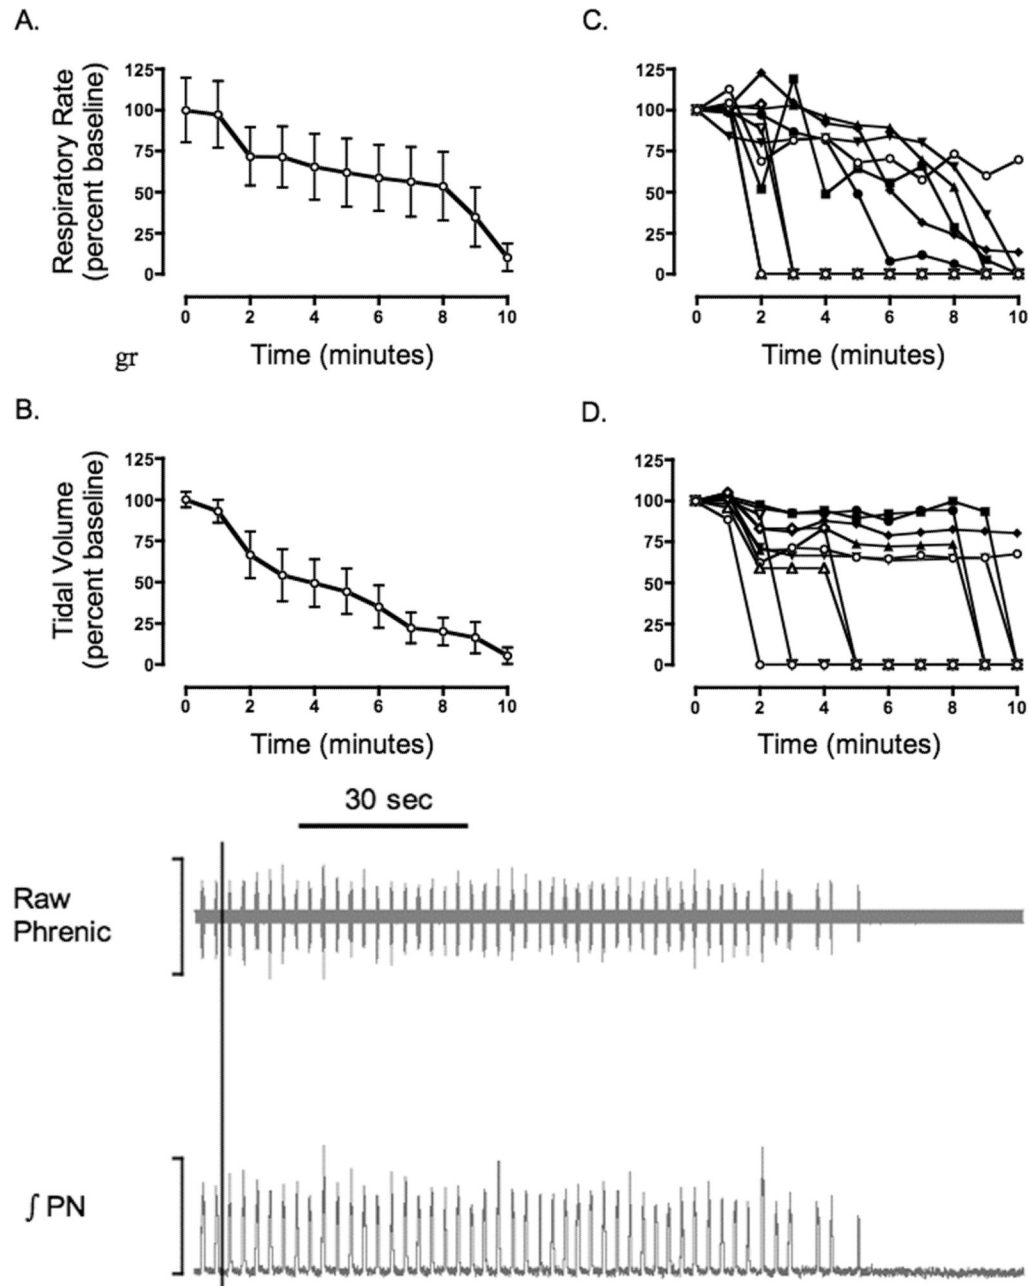 A.
Respiratory Rate
(percent baseline)
125
100
75
50
25
0
0 2 4 6 8 10
Time (minutes)
gr
C.
125
100
75
50
25
0
0 2 4 6 8 10
Time (minutes)
B.
Tidal Volume
(percent baseline)
125
100
75
50
25
0
0 2 4 6 8 10
Time (minutes)
D.
125
100
75
50
25
0
0 2 4 6 8 10
Time (minutes)
30 sec
Raw
Phrenic
∫ PN